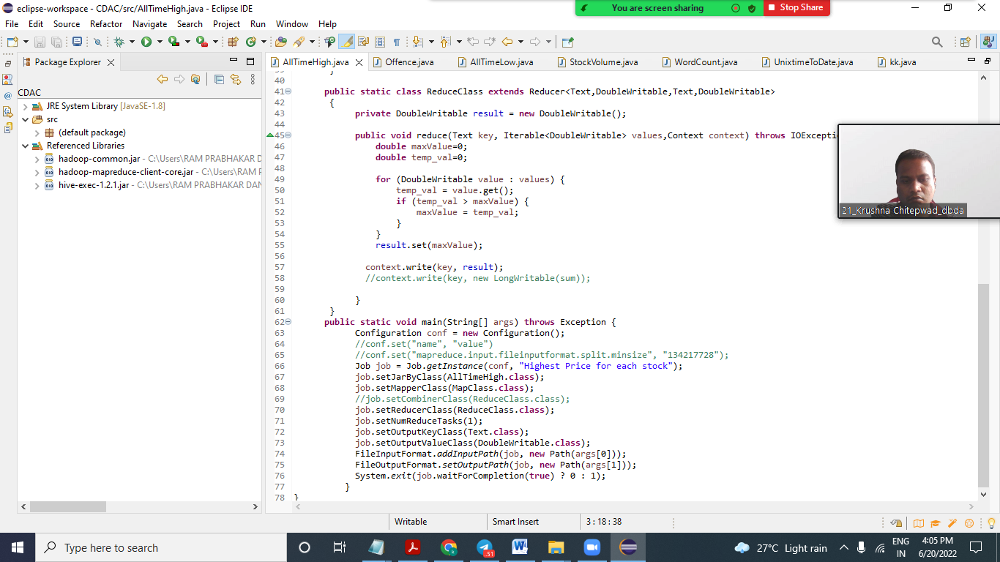 eclipse-workspace - CDAC/src/AllTimeHigh.java - Eclipse IDE
You are screen sharing
Stop Share
File Edit Source Refactor Navigate Search Project Run Window Help
Package Explorer
AllTimeHigh.java
Offence.java
AllTimeLow.java
StockVolume.java
WordCount.java
UnixtimeToDate.java
kk.java
CDAC
JRE System Library [JavaSE-1.8]
src
(default package)
Referenced Libraries
hadoop-common.jar - C:\Users\RAM PRABHAKAR D
hadoop-mapreduce-client-core.jar - C:\Users\RAM P
hive-exec-1.2.1.jar - C:\Users\RAM PRABHAKAR DAN
40
41 public static class ReduceClass extends Reducer<Text,DoubleWritable,Text,DoubleWritable>
42 {
43 private DoubleWritable result = new DoubleWritable();
44
45 public void reduce(Text key, Iterable<DoubleWritable> values,Context context) throws IOExcepti
46 double maxValue=0;
47 double temp_val=0;
48
49 for (DoubleWritable value : values) {
50 temp_val = value.get();
51 if (temp_val > maxValue) {
52 maxValue = temp_val;
53 }
54 }
55 result.set(maxValue);
56
57 context.write(key, result);
58 //context.write(key, new LongWritable(sum));
59
60 }
61 }
62 public static void main(String[] args) throws Exception {
63 Configuration conf = new Configuration();
64 //conf.set("name", "value")
65 //conf.set("mapreduce.input.fileinputformat.split.minsize", "134217728");
66 Job job = Job.getInstance(conf, "Highest Price for each stock");
67 job.setJarByClass(AllTimeHigh.class);
68 job.setMapperClass(MapClass.class);
69 //job.setCombinerClass(ReduceClass.class);
70 job.setReducerClass(ReduceClass.class);
71 job.setNumReduceTasks(1);
72 job.setOutputKeyClass(Text.class);
73 job.setOutputValueClass(DoubleWritable.class);
74 FileInputFormat.addInputPath(job, new Path(args[0]));
75 FileOutputFormat.setOutputPath(job, new Path(args[1]));
76 System.exit(job.waitForCompletion(true) ? 0 : 1);
77 }
78 }
21_Krushna Chitepwad_dbda
Writable
Smart Insert
3 : 18 : 38
Type here to search
51
27°C Light rain
ENG
IN
4:05 PM
6/20/2022